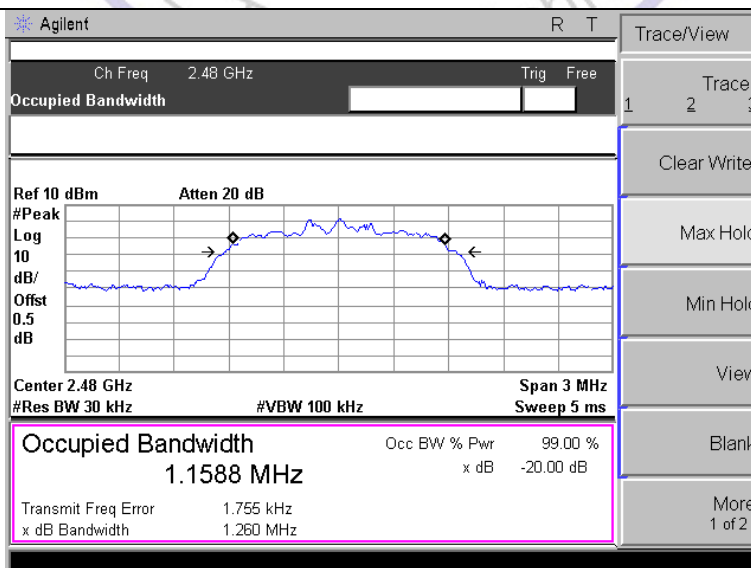 Agilent R T
Trace/View
Ch Freq 2.48 GHz Trig Free
Occupied Bandwidth
Trace
1 2
Clear Write
Ref 10 dBm Atten 20 dB
#Peak
Log
10
dB/
Offst
0.5
dB
Max Hold
Min Hold
Center 2.48 GHz Span 3 MHz
#Res BW 30 kHz #VBW 100 kHz Sweep 5 ms
View
Occupied Bandwidth
1.1588 MHz
Occ BW % Pwr 99.00 %
x dB -20.00 dB
Transmit Freq Error 1.755 kHz
x dB Bandwidth 1.260 MHz
Blank
More
1 of 2